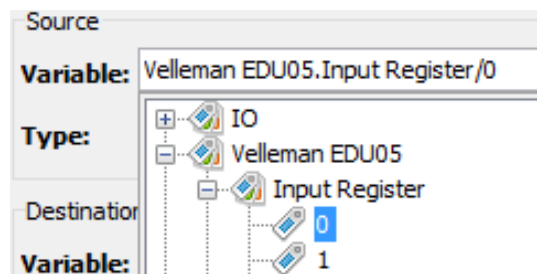 Source
Variable: Velleman EDU05.Input Register/0
IO
Type:
Velleman EDU05
Input Register
Destination
0
Variable:
1